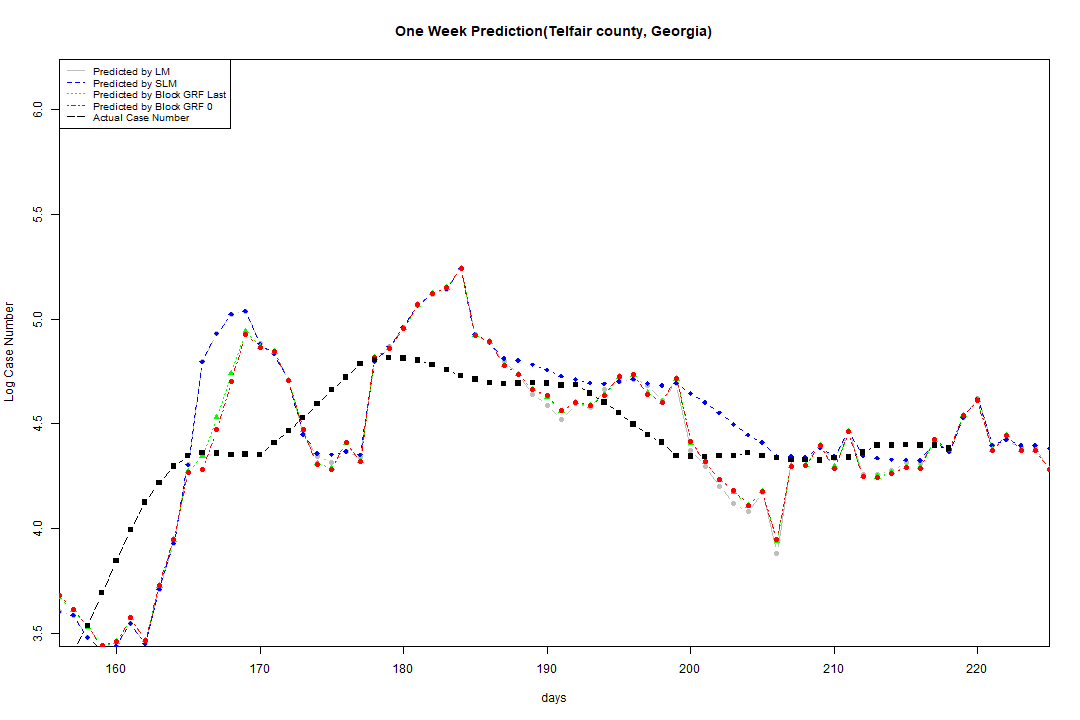 One Week Prediction(Telfair county, Georgia)
Predicted by LM
Predicted by SLM
Predicted by Block GRF Last
Predicted by Block GRF 0
Actual Case Number
6.0
5.5
5.0
4.5
4.0
3.5
Log Case Number
160 170 180 190 200 210 220
days